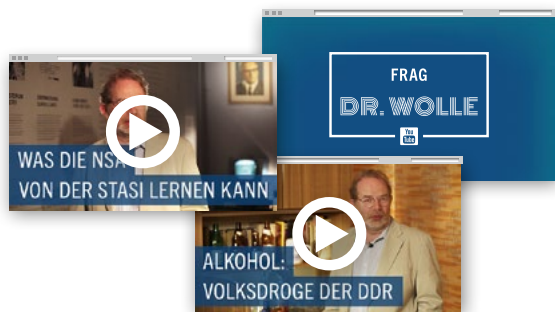 FRAG
DR. WOLLE
You
Tube
WAS DIE NSA
VON DER STASI LERNEN KANN
ALKOHOL:
VOLKSDROGE DER DDR